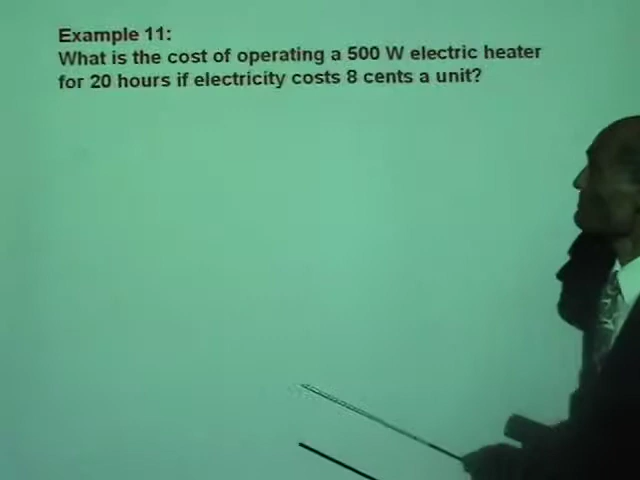 Example 11:
What is the cost of operating a 500 W electric heater
for 20 hours if electricity costs 8 cents a unit?